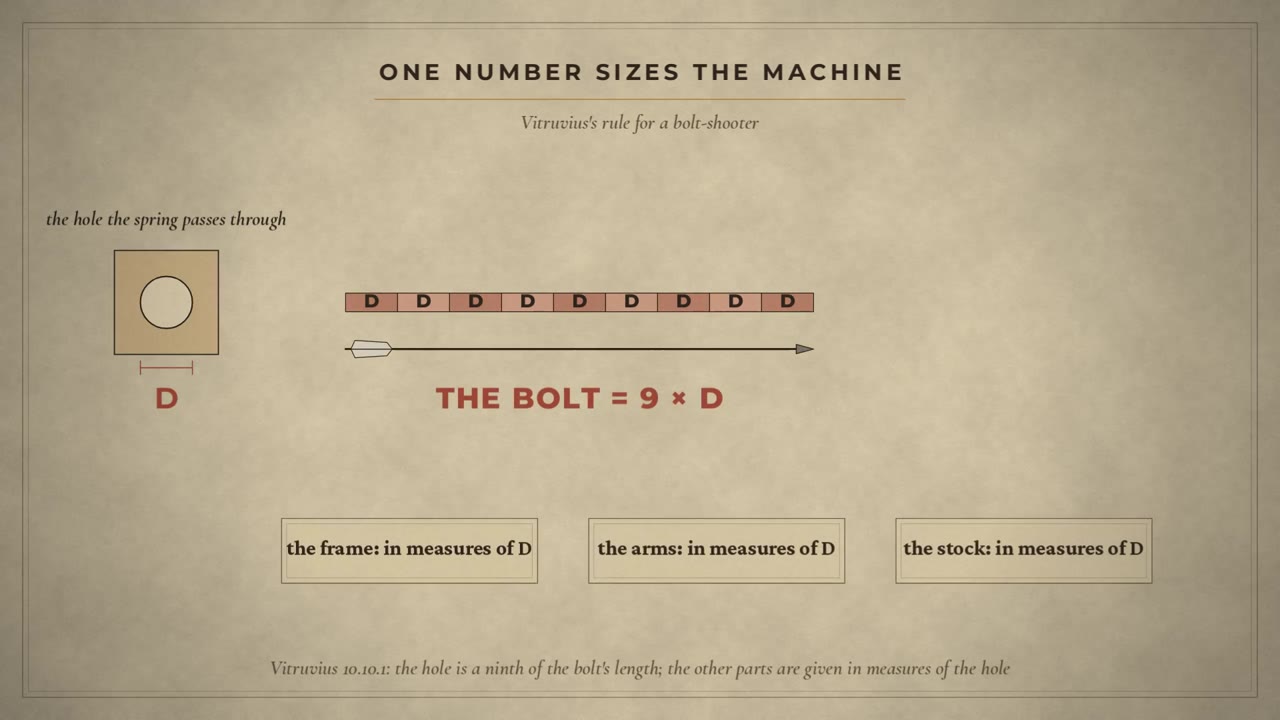 ONE NUMBER SIZES THE MACHINE
Vitruvius's rule for a bolt-shooter
the hole the spring passes through
D D D D D D D D D
D
THE BOLT = 9 × D
the frame: in measures of D
the arms: in measures of D
the stock: in measures of D
Vitruvius 10.10.1: the hole is a ninth of the bolt's length; the other parts are given in measures of the hole